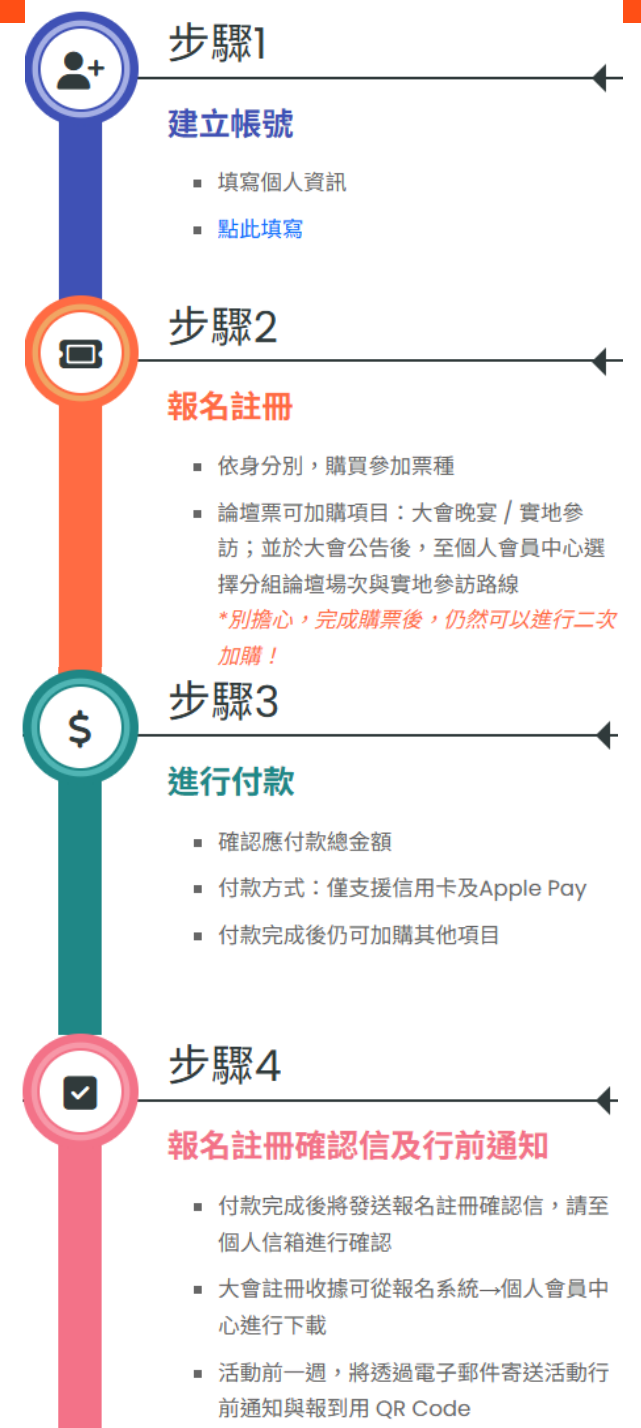 步驟1
建立帳號
填寫個人資訊
點此填寫
步驟2
報名註冊
依身分別，購買參加票種
論壇票可加購項目：大會晚宴 / 實地參
訪；並於大會公告後，至個人會員中心選
擇分組論壇場次與實地參訪路線
*別擔心，完成購票後，仍然可以進行二次
加購！
步驟3
進行付款
確認應付款總金額
付款方式：僅支援信用卡及Apple Pay
付款完成後仍可加購其他項目
步驟4
報名註冊確認信及行前通知
付款完成後將發送報名註冊確認信，請至
個人信箱進行確認
大會註冊收據可從報名系統→個人會員中
心進行下載
活動前一週，將透過電子郵件寄送活動行
前通知與報到用 QR Code